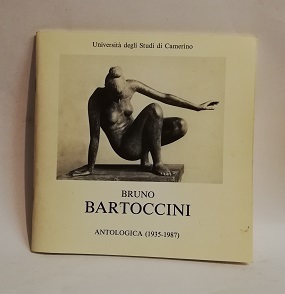 Università degli Studi di Camerino
BRUNO
BARTOCCINI
ANTOLOGICA (1935-1987)